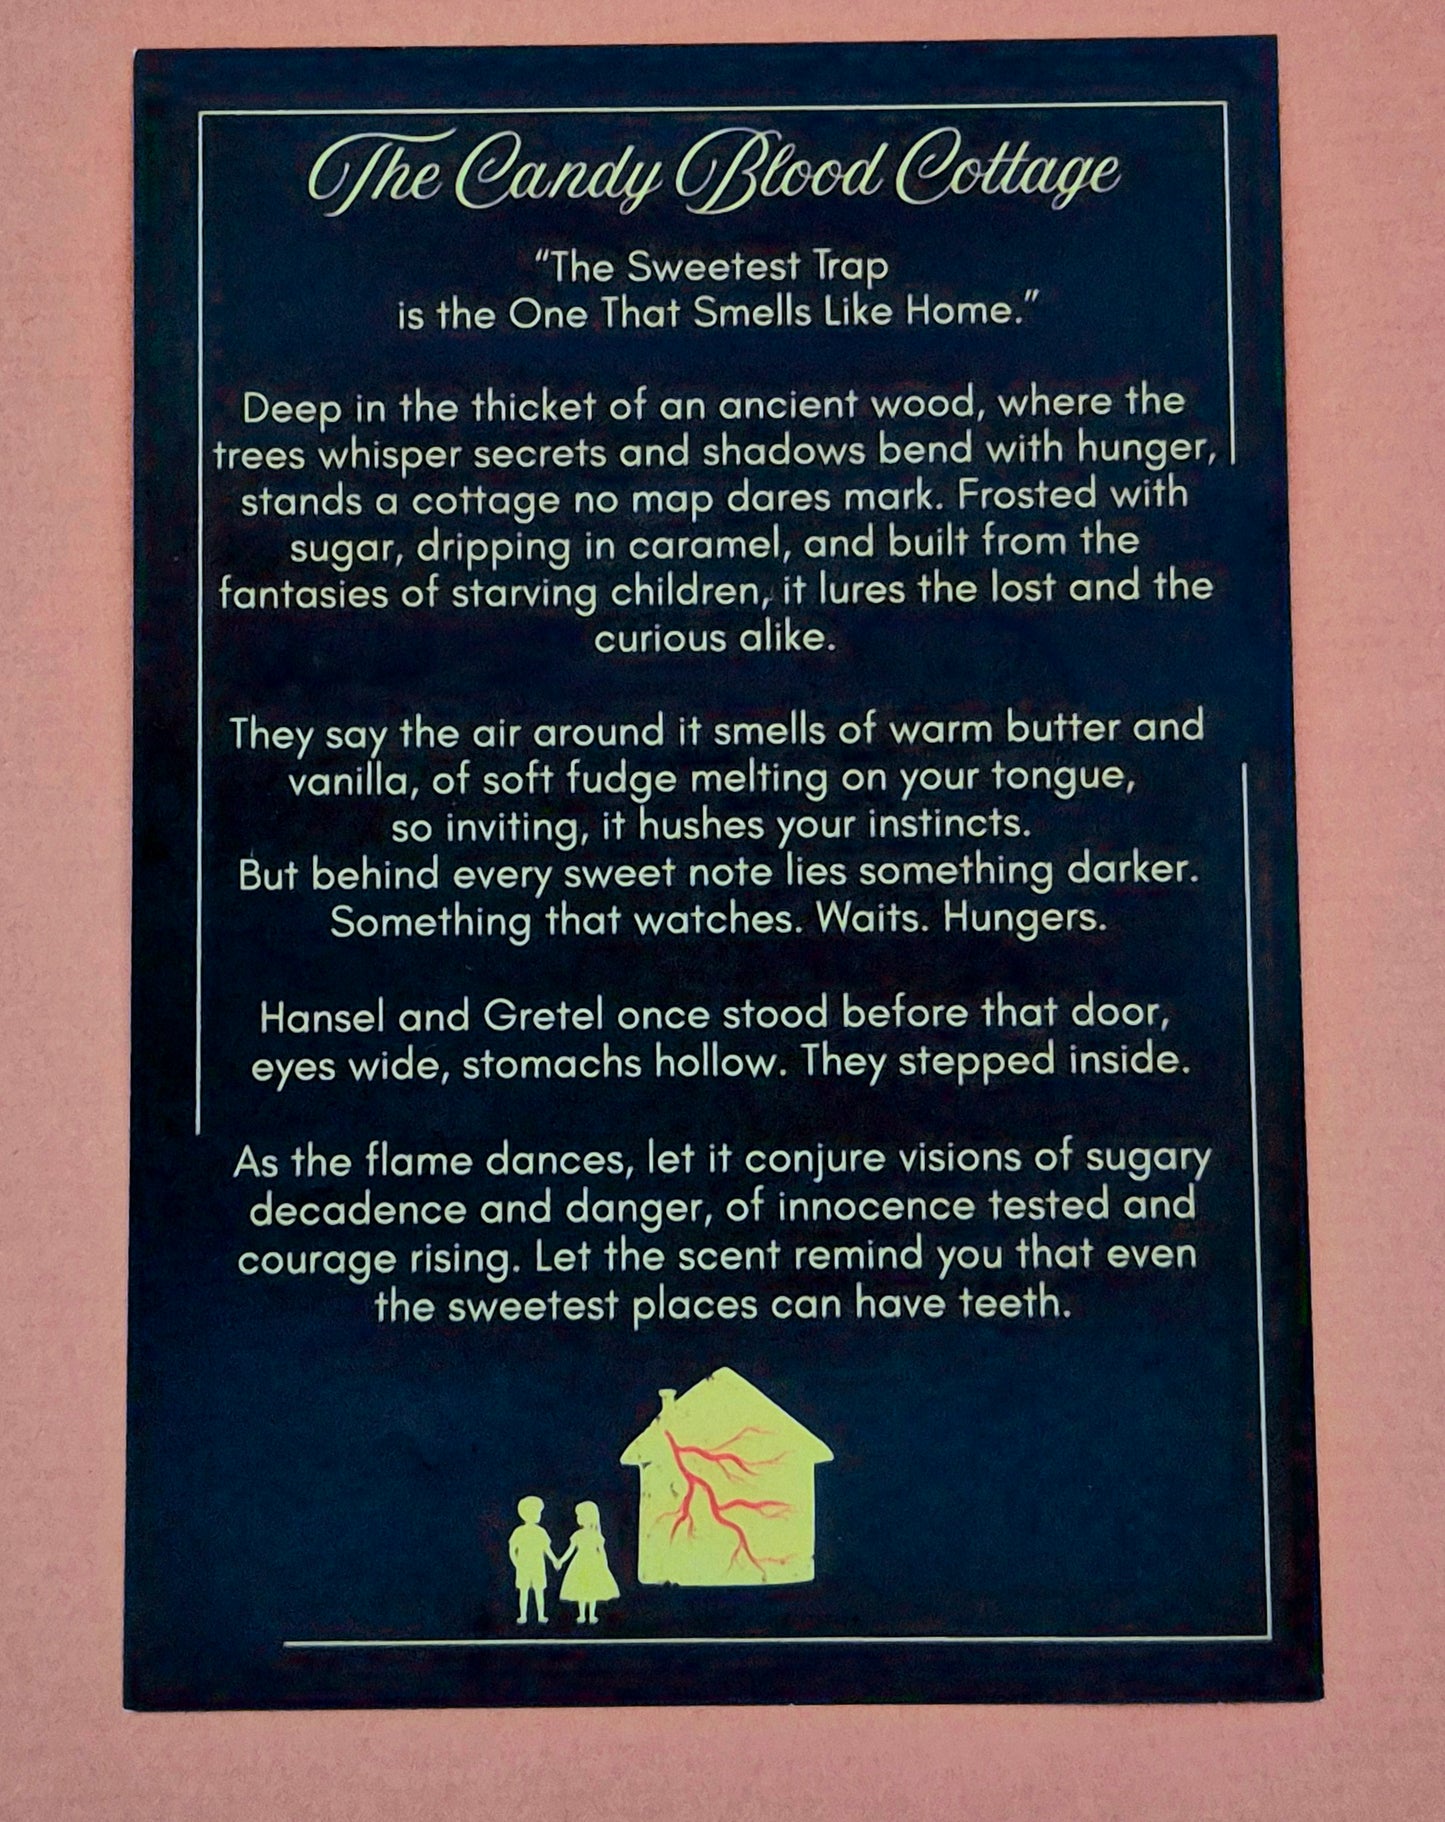 The Candy Blood Cottage
“The Sweetest Trap
is the One That Smells Like Home.”
Deep in the thicket of an ancient wood, where the
trees whisper secrets and shadows bend with hunger,
stands a cottage no map dares mark. Frosted with
sugar, dripping in caramel, and built from the
fantasies of starving children, it lures the lost and the
curious alike.
They say the air around it smells of warm butter and
vanilla, of soft fudge melting on your tongue,
so inviting, it hushes your instincts.
But behind every sweet note lies something darker.
Something that watches. Waits. Hungers.
Hansel and Gretel once stood before that door,
eyes wide, stomachs hollow. They stepped inside.
As the flame dances, let it conjure visions of sugary
decadence and danger, of innocence tested and
courage rising. Let the scent remind you that even
the sweetest places can have teeth.